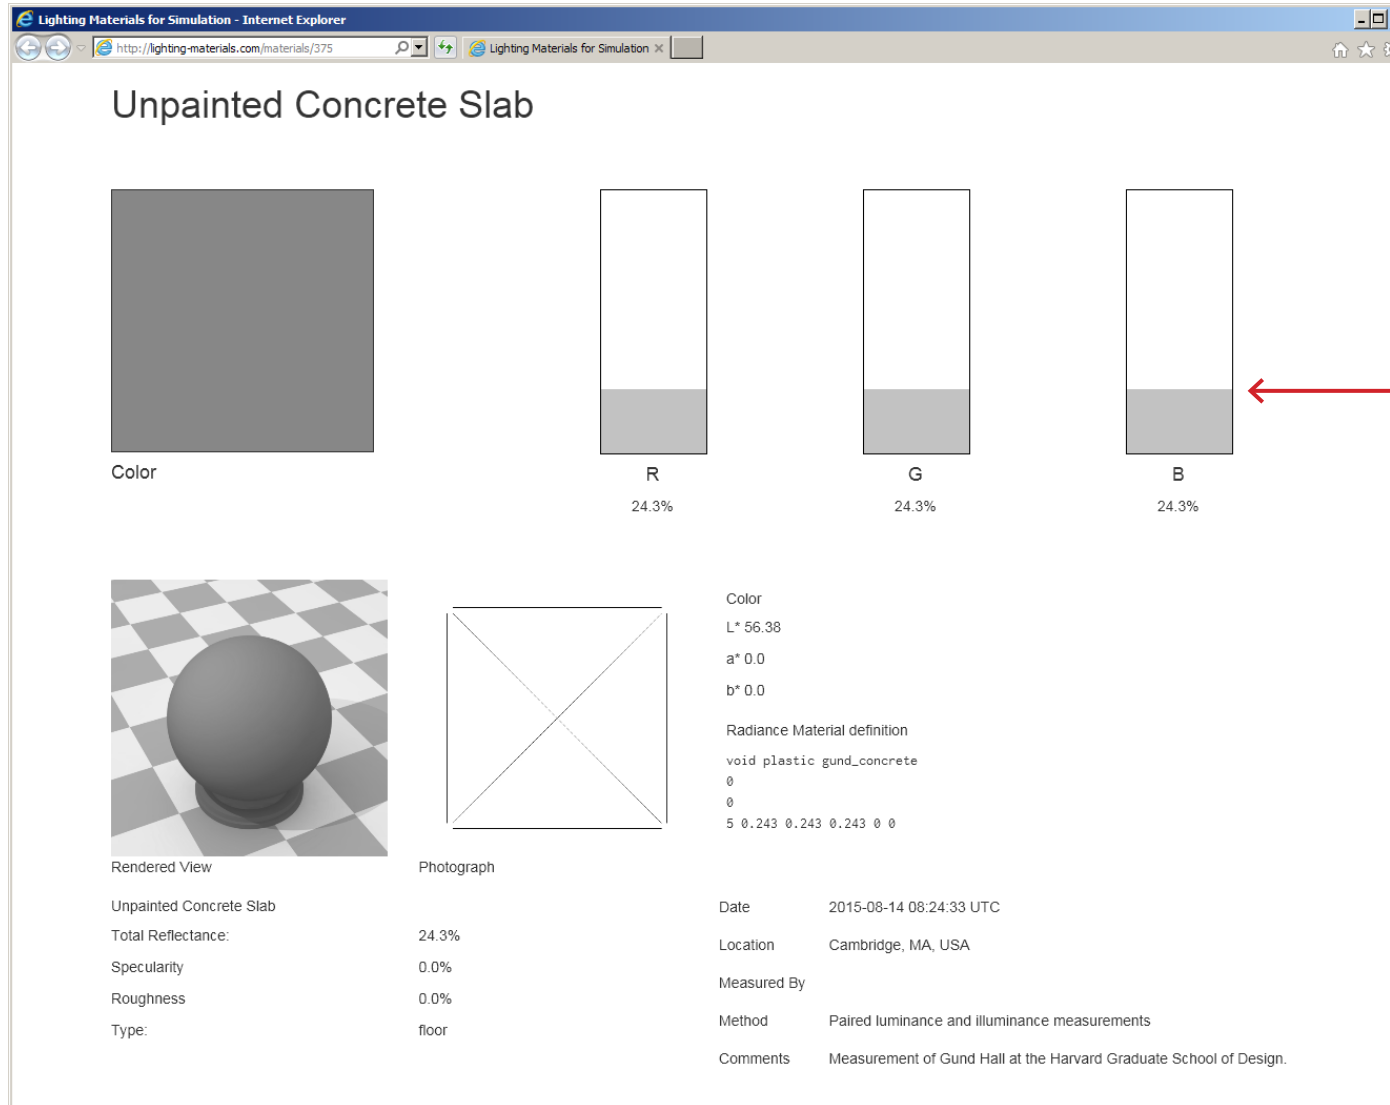 Lighting Materials for Simulation - Internet Explorer
http://lighting-materials.com/materials/375
Lighting Materials for Simulation
Unpainted Concrete Slab
Color
R
G
B
24.3%
24.3%
24.3%
Color
L* 56.38
a* 0.0
b* 0.0
Radiance Material definition
void plastic gund_concrete
0
0
5 0.243 0.243 0.243 0 0
Rendered View
Photograph
Unpainted Concrete Slab
Total Reflectance: 24.3%
Specularity 0.0%
Roughness 0.0%
Type: floor
Date 2015-08-14 08:24:33 UTC
Location Cambridge, MA, USA
Measured By
Method Paired luminance and illuminance measurements
Comments Measurement of Gund Hall at the Harvard Graduate School of Design.